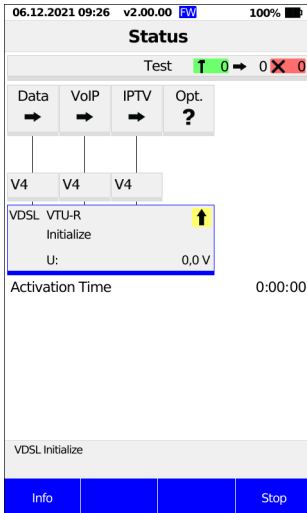 06.12.2021 09:26 v2.00.00 FW 100%
Status
Test 0 0 0
Data VoIP IPTV Opt.
?
V4 V4 V4
VDSL VTU-R
Initialize
U: 0,0 V
Activation Time 0:00:00
VDSL Initialize
Info Stop